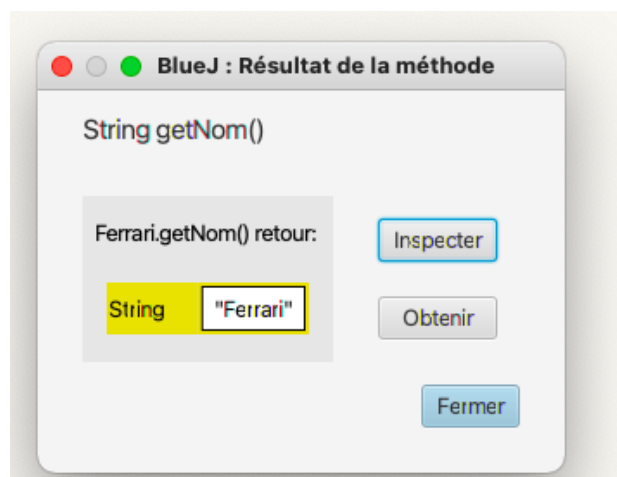 BlueJ : Résultat de la méthode
String getNom()
Ferrari.getNom() retour:
Inspecter
String "Ferrari"
Obtenir
Fermer